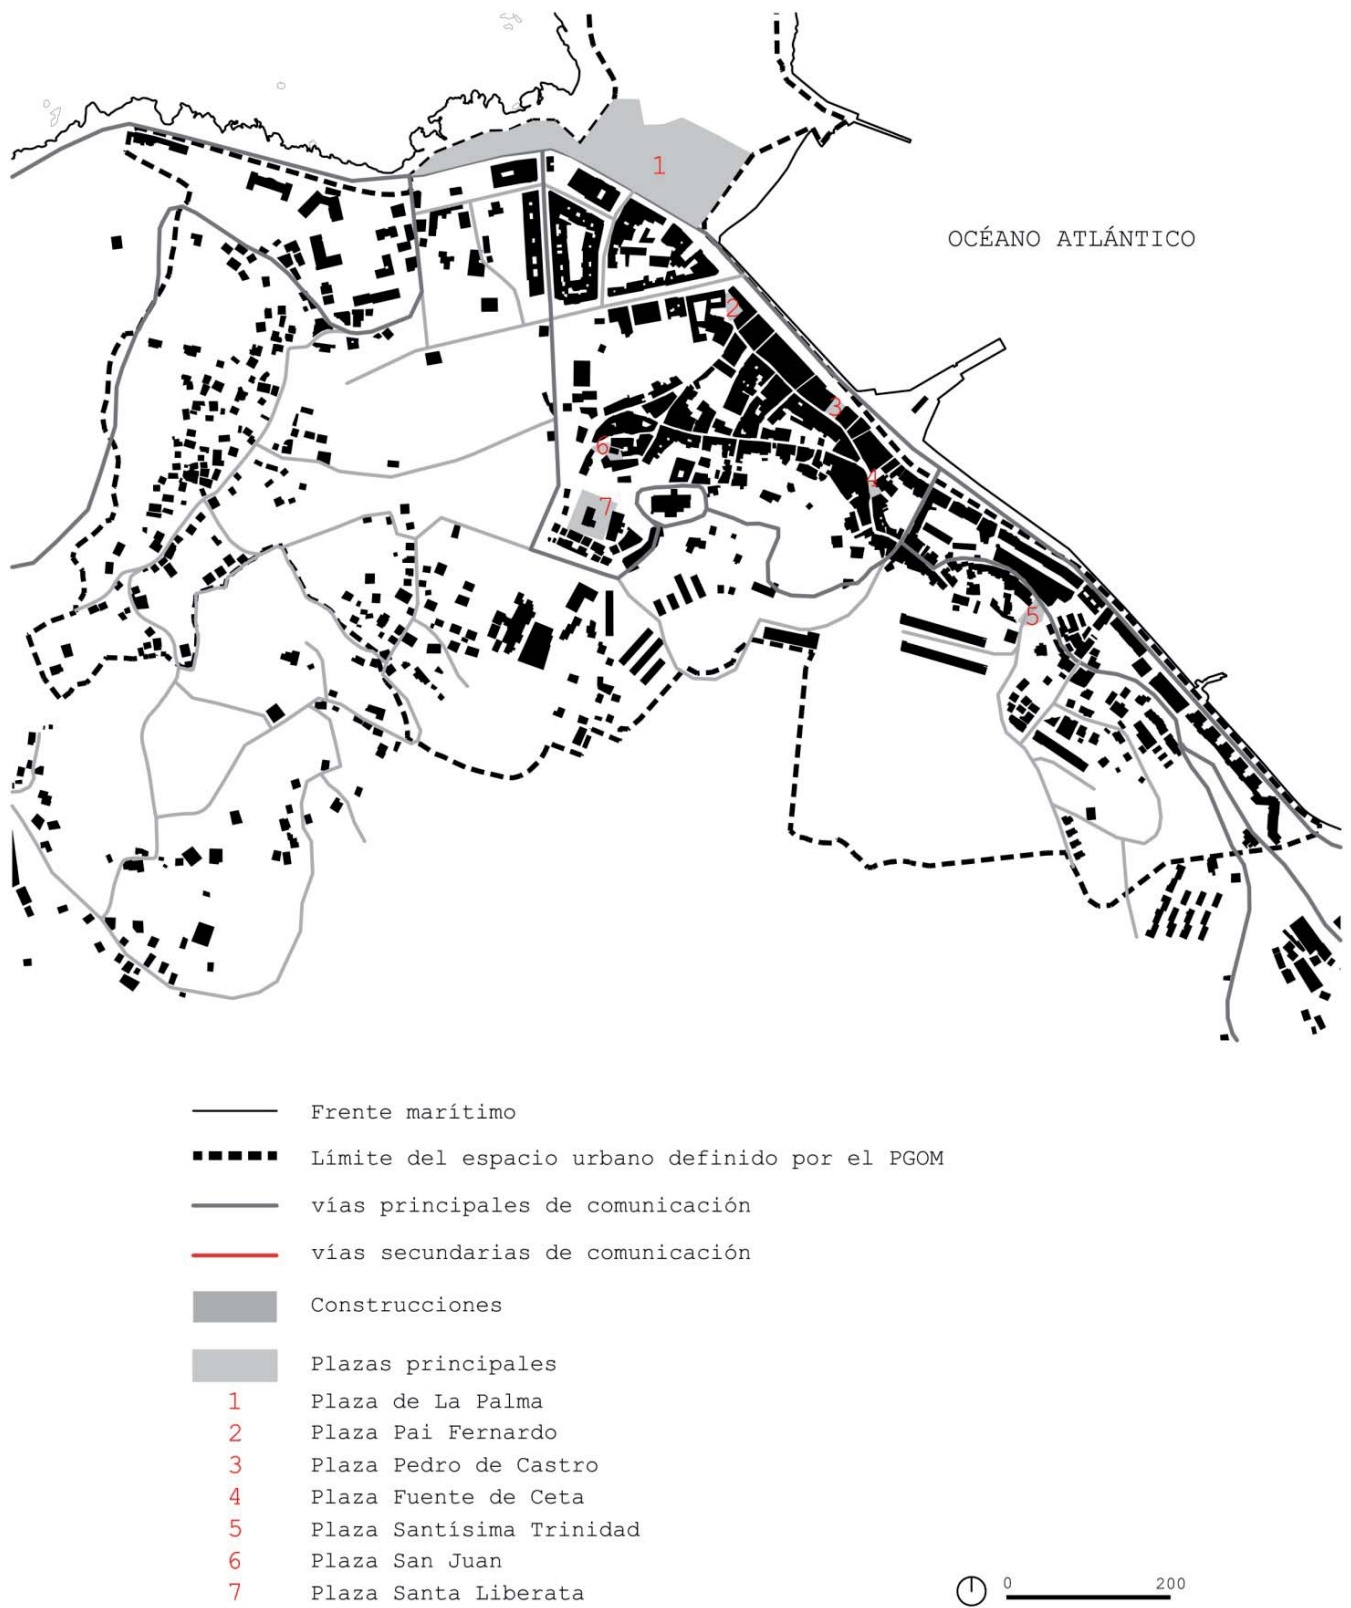 1
OCÉANO ATLÁNTICO
2
3
6
4
7
5
Frente marítimo
Límite del espacio urbano definido por el PGOM
vías principales de comunicación
vías secundarias de comunicación
Construcciones
Plazas principales
1 Plaza de La Palma
2 Plaza Pai Fernardo
3 Plaza Pedro de Castro
4 Plaza Fuente de Ceta
5 Plaza Santísima Trinidad
6 Plaza San Juan
7 Plaza Santa Liberata
0 200